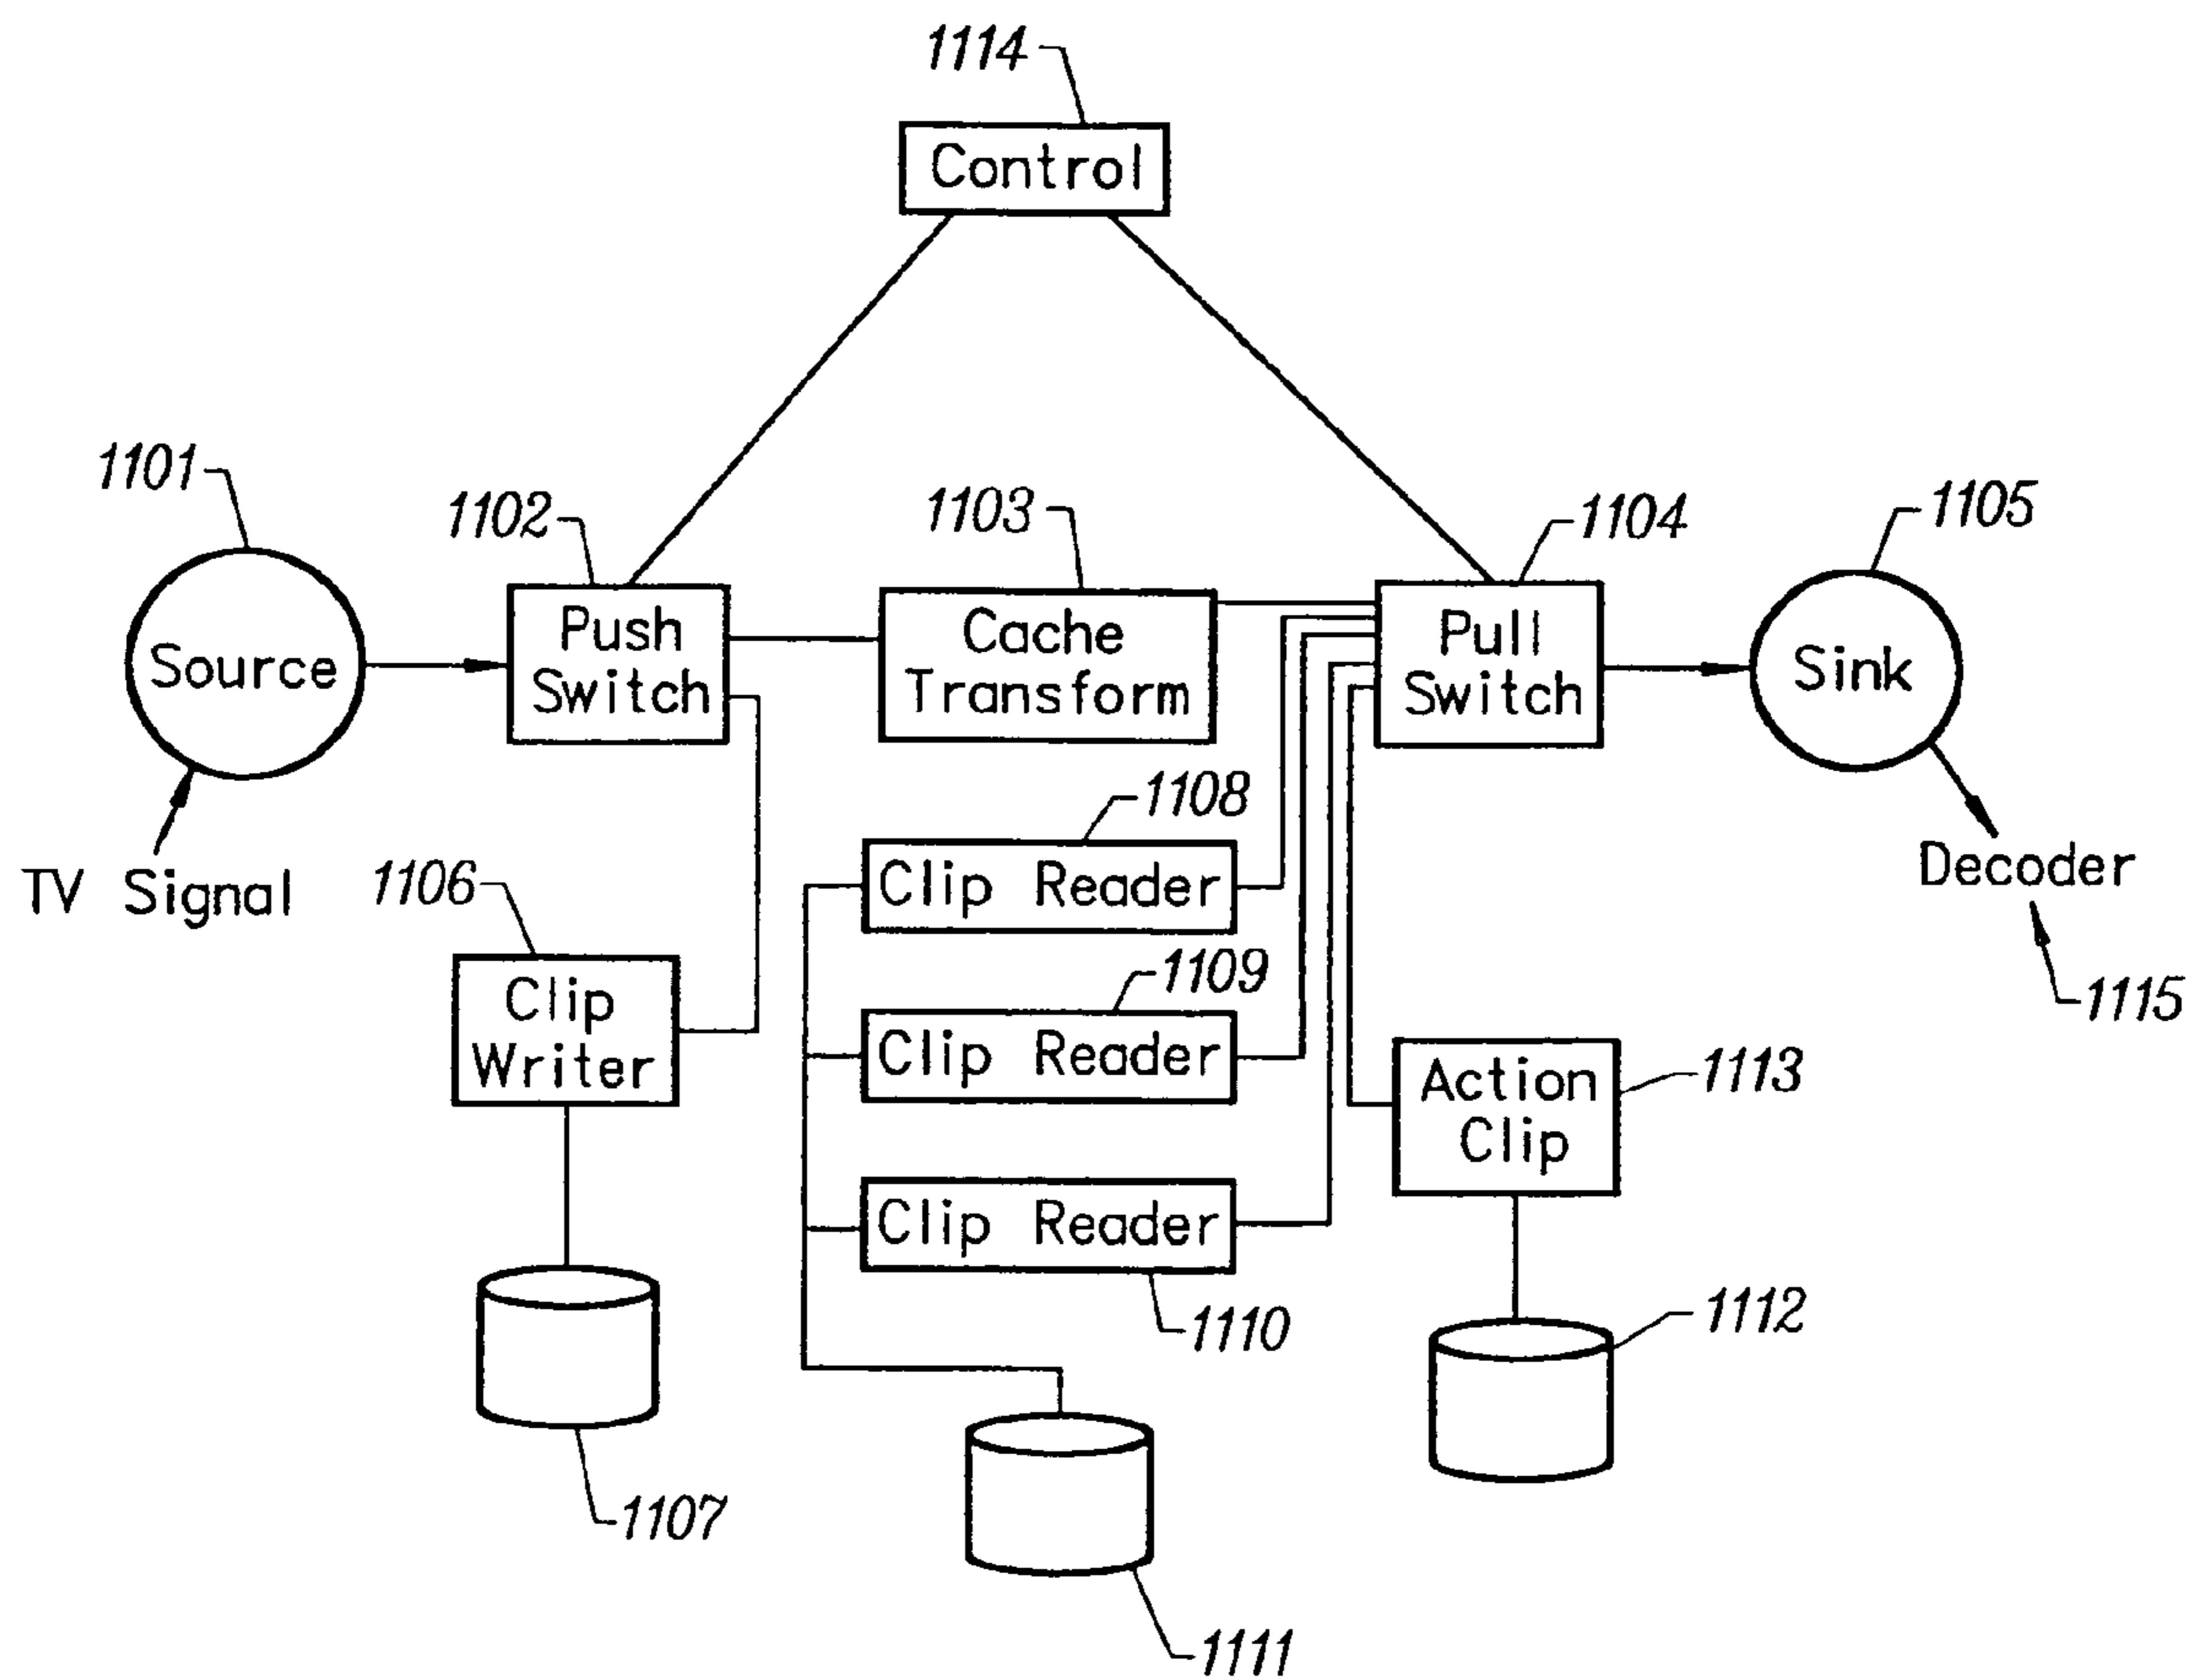 1114
Control
1101
1102
1103
1104
1105
Source
Push
Switch
Cache
Transform
Pull
Switch
Sink
TV Signal
1106
1108
Clip Reader
Decoder
1115
Clip
Writer
1109
Clip Reader
Action
Clip
1113
Clip Reader
1110
1112
1107
1111